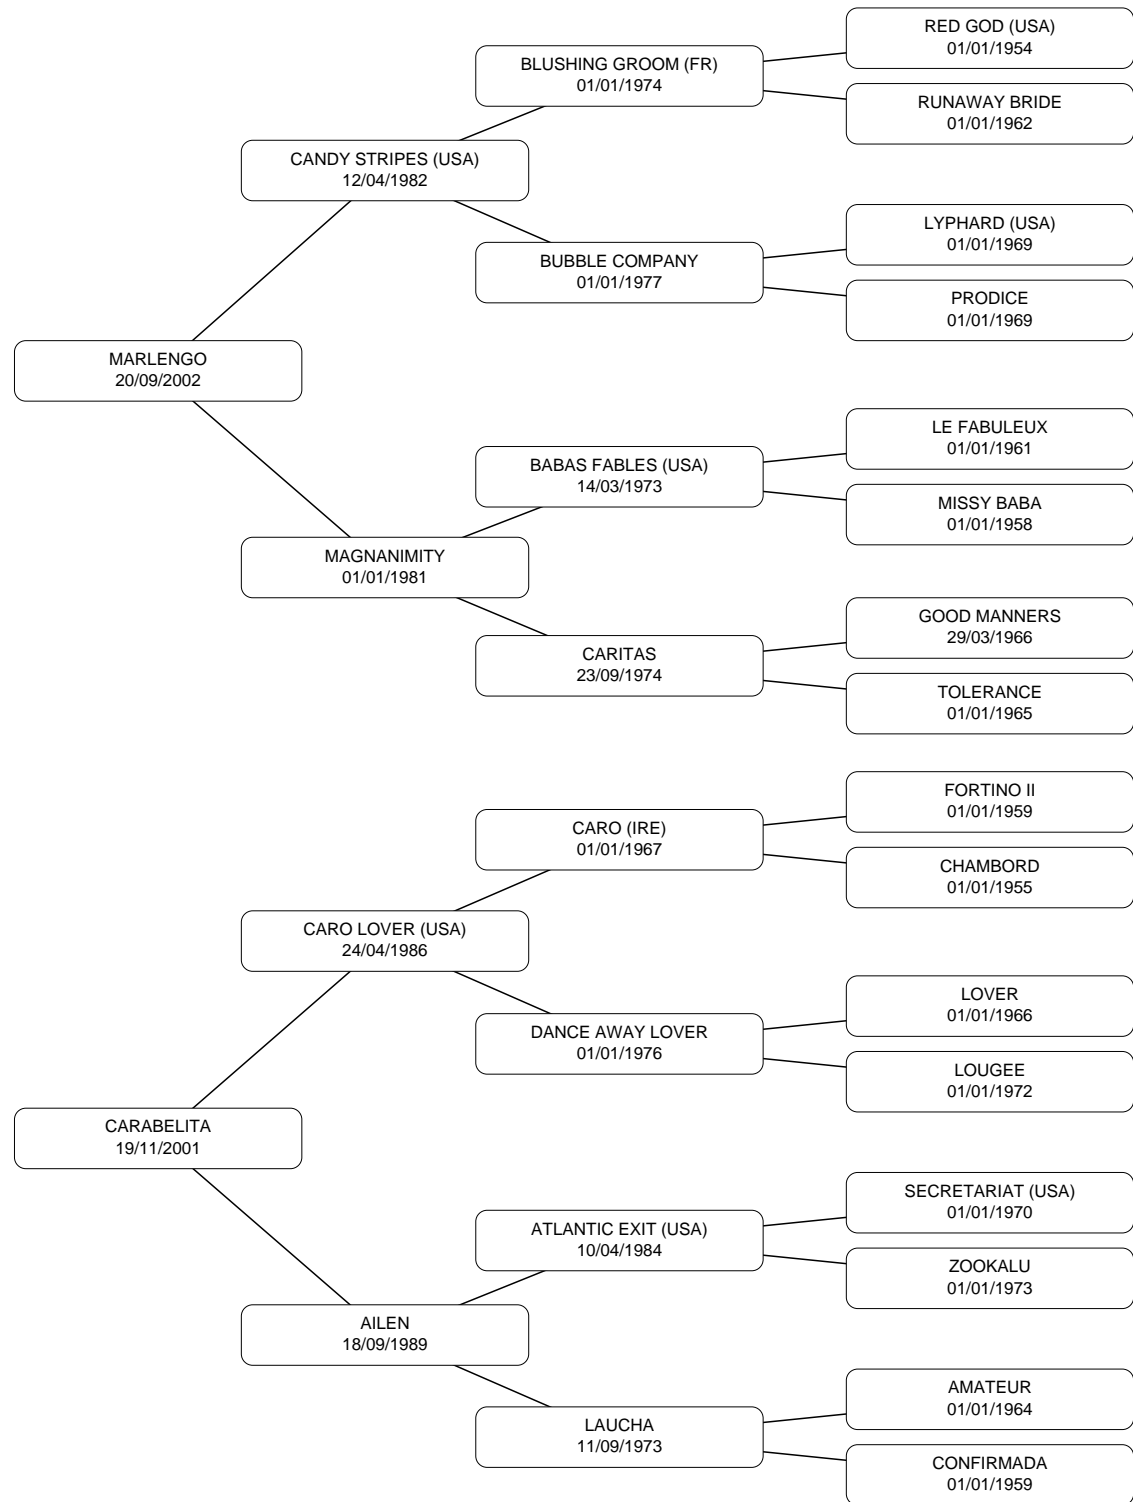 RED GOD (USA)
01/01/1954
BLUSHING GROOM (FR)
01/01/1974
RUNAWAY BRIDE
01/01/1962
CANDY STRIPES (USA)
12/04/1982
LYPHARD (USA)
01/01/1969
BUBBLE COMPANY
01/01/1977
PRODICE
01/01/1969
MARLENGO
20/09/2002
LE FABULEUX
01/01/1961
BABAS FABLES (USA)
14/03/1973
MISSY BABA
01/01/1958
MAGNANIMITY
01/01/1981
GOOD MANNERS
29/03/1966
CARITAS
23/09/1974
TOLERANCE
01/01/1965
FORTINO II
01/01/1959
CARO (IRE)
01/01/1967
CHAMBORD
01/01/1955
CARO LOVER (USA)
24/04/1986
LOVER
01/01/1966
DANCE AWAY LOVER
01/01/1976
LOUGEE
01/01/1972
CARABELITA
19/11/2001
SECRETARIAT (USA)
01/01/1970
ATLANTIC EXIT (USA)
10/04/1984
ZOOKALU
01/01/1973
AILEN
18/09/1989
AMATEUR
01/01/1964
LAUCHA
11/09/1973
CONFIRMADA
01/01/1959